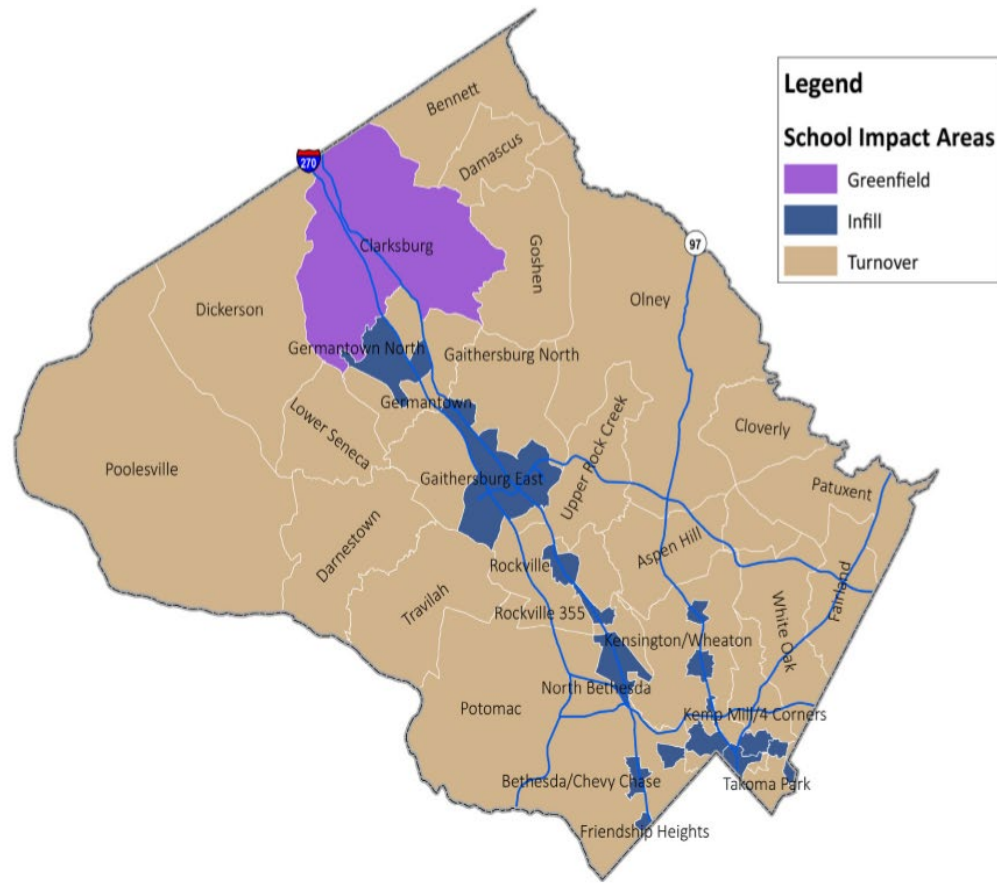 Legend
School Impact Areas
Greenfield
Infill
Turnover
Bennett
270
Damascus
Clarksburg
Goshen
97
Olney
Dickerson
Germantown North
Gaithersburg North
Germantown
Lower Seneca
Upper Rock Creek
Cloverly
Poolesville
Gaithersburg East
Patuxent
Darnestown
Aspen Hill
Rockville
Travilah
Fairland
White Oak
Rockville 355
Kensington/Wheaton
North Bethesda
Potomac
Kemp Mill/4 Corners
Bethesda/Chevy Chase
Takoma Park
Friendship Heights